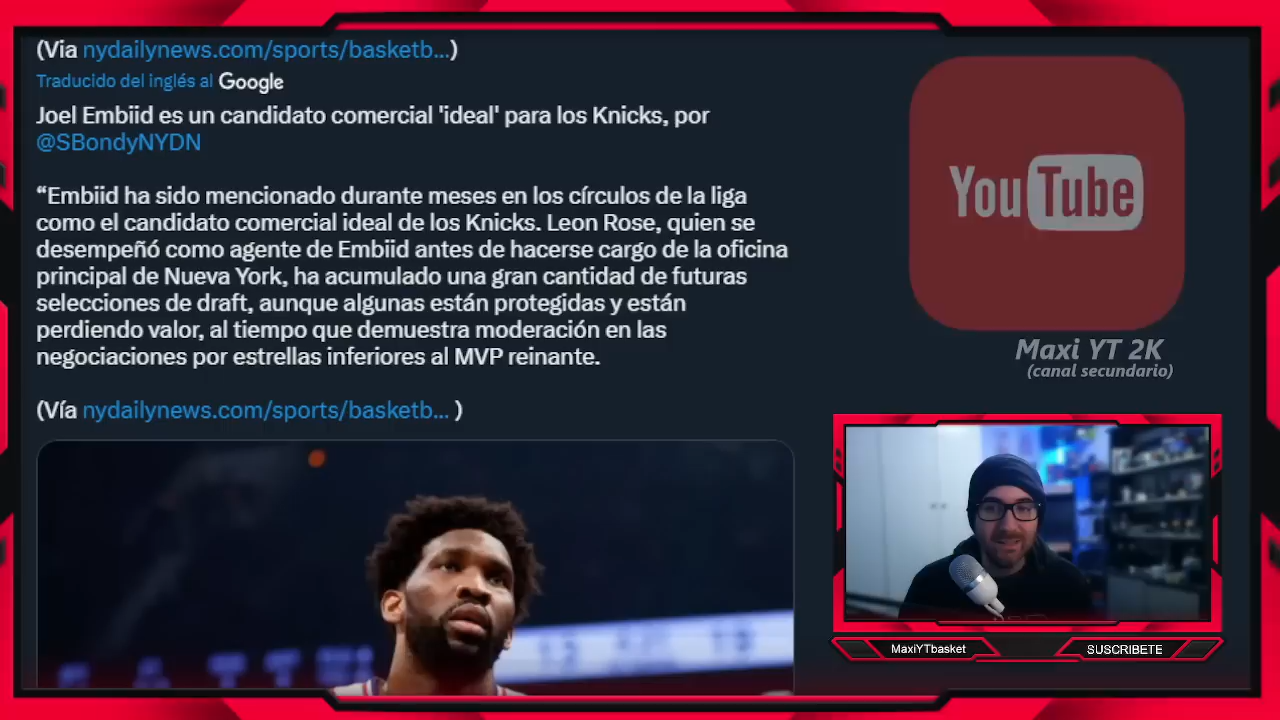 (Via nydailynews.com/sports/basketb...)
Traducido del inglés al Google
Joel Embiid es un candidato comercial 'ideal' para los Knicks, por
@SBondyNYDN
“Embiid ha sido mencionado durante meses en los círculos de la liga
como el candidato comercial ideal de los Knicks. Leon Rose, quien se
desempeñó como agente de Embiid antes de hacerse cargo de la oficina
principal de Nueva York, ha acumulado una gran cantidad de futuras
selecciones de draft, aunque algunas están protegidas y están
perdiendo valor, al tiempo que demuestra moderación en las
negociaciones por estrellas inferiores al MVP reinante.
(Vía nydailynews.com/sports/basketb... )
YouTube
Maxi YT 2K
(canal secundario)
MaxiYTbasket
SUSCRIBETE